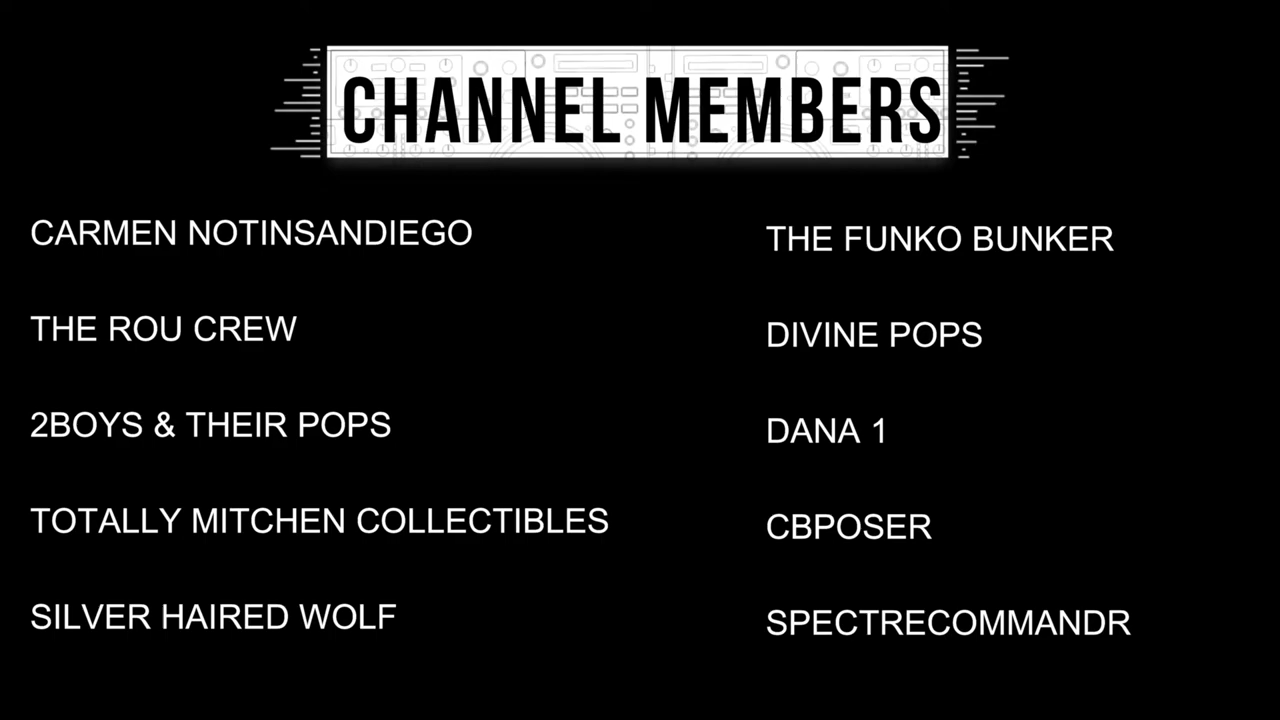 CHANNEL MEMBERS
CARMEN NOTINSANDIEGO
THE ROU CREW
2BOYS & THEIR POPS
TOTALLY MITCHEN COLLECTIBLES
SILVER HAIRED WOLF
THE FUNKO BUNKER
DIVINE POPS
DANA 1
CBPOSER
SPECTRECOMMANDR